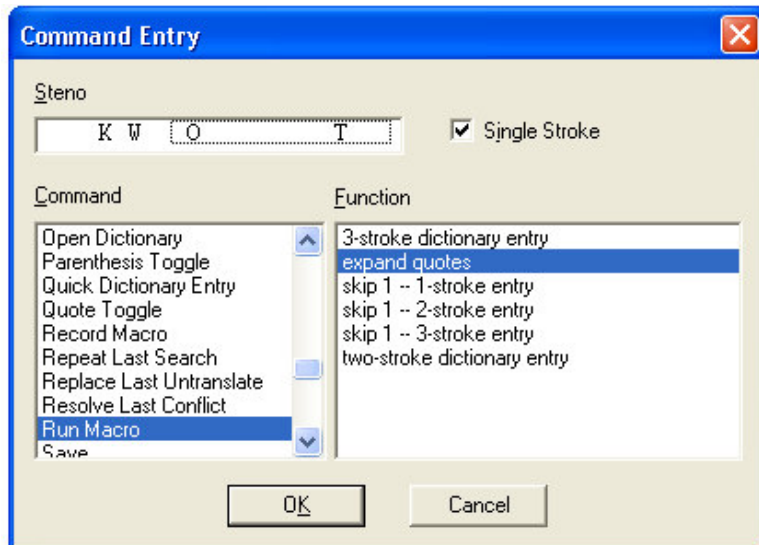 Command Entry
Steno
K W O T
Single Stroke
Command
Function
Open Dictionary
Parenthesis Toggle
Quick Dictionary Entry
Quote Toggle
Record Macro
Repeat Last Search
Replace Last Untranslate
Resolve Last Conflict
Run Macro
Save
3-stroke dictionary entry
expand quotes
skip 1 -- 1-stroke entry
skip 1 -- 2-stroke entry
skip 1 -- 3-stroke entry
two-stroke dictionary entry
OK
Cancel